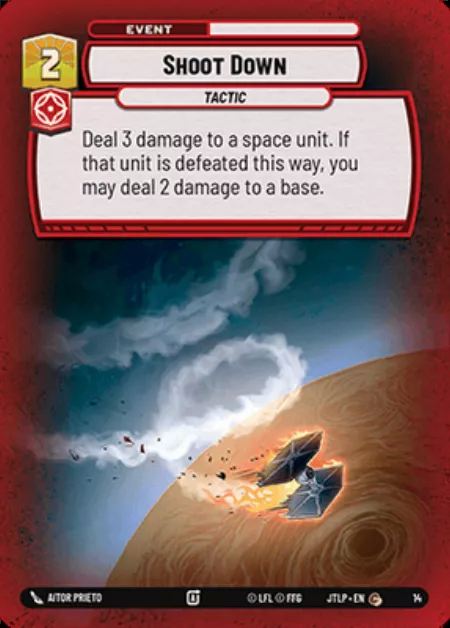 EVENT
2
SHOOT DOWN
TACTIC
Deal 3 damage to a space unit. If
that unit is defeated this way, you
may deal 2 damage to a base.
AITOR PRIETO
© LFL © FFG
JTLP • EN
C
14